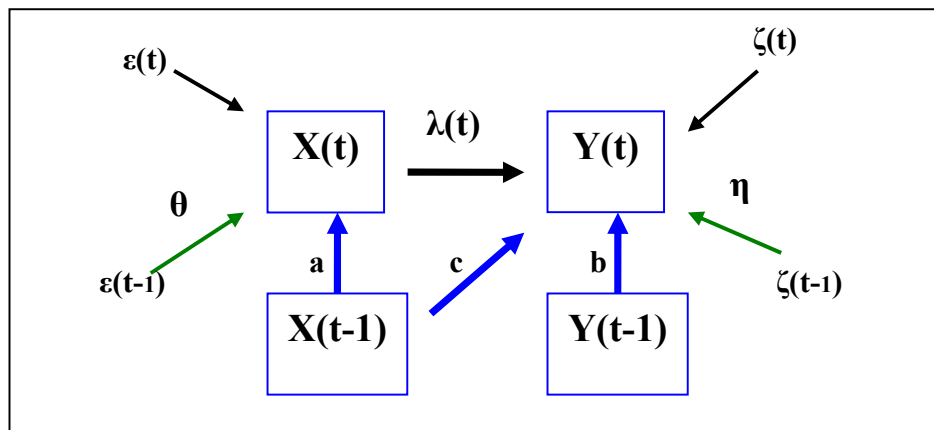 ε(t)
ζ(t)
X(t)
λ(t)
Y(t)
θ
η
a
c
b
ε(t-1)
ζ(t-1)
X(t-1)
Y(t-1)